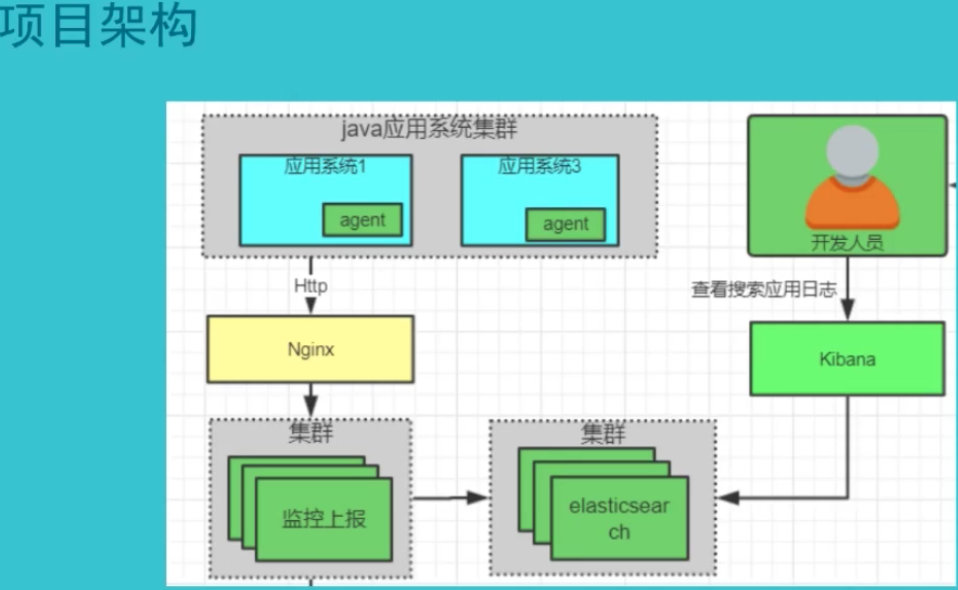 项目架构
java应用系统集群
应用系统1
agent
应用系统3
agent
开发人员
Http
查看搜索应用日志
Nginx
Kibana
集群
监控上报
集群
elasticsear
ch